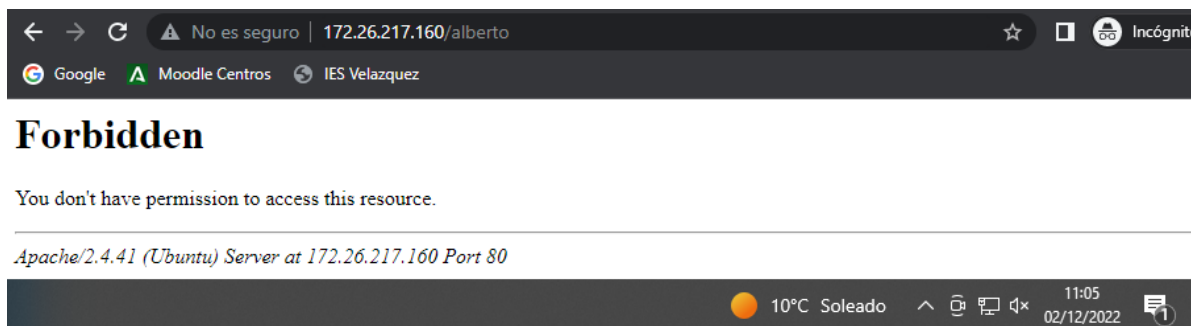 No es seguro | 172.26.217.160/alberto Incógnit
Google Moodle Centros IES Velazquez
Forbidden
You don't have permission to access this resource.
Apache/2.4.41 (Ubuntu) Server at 172.26.217.160 Port 80
10°C Soleado 11:05
02/12/2022 1